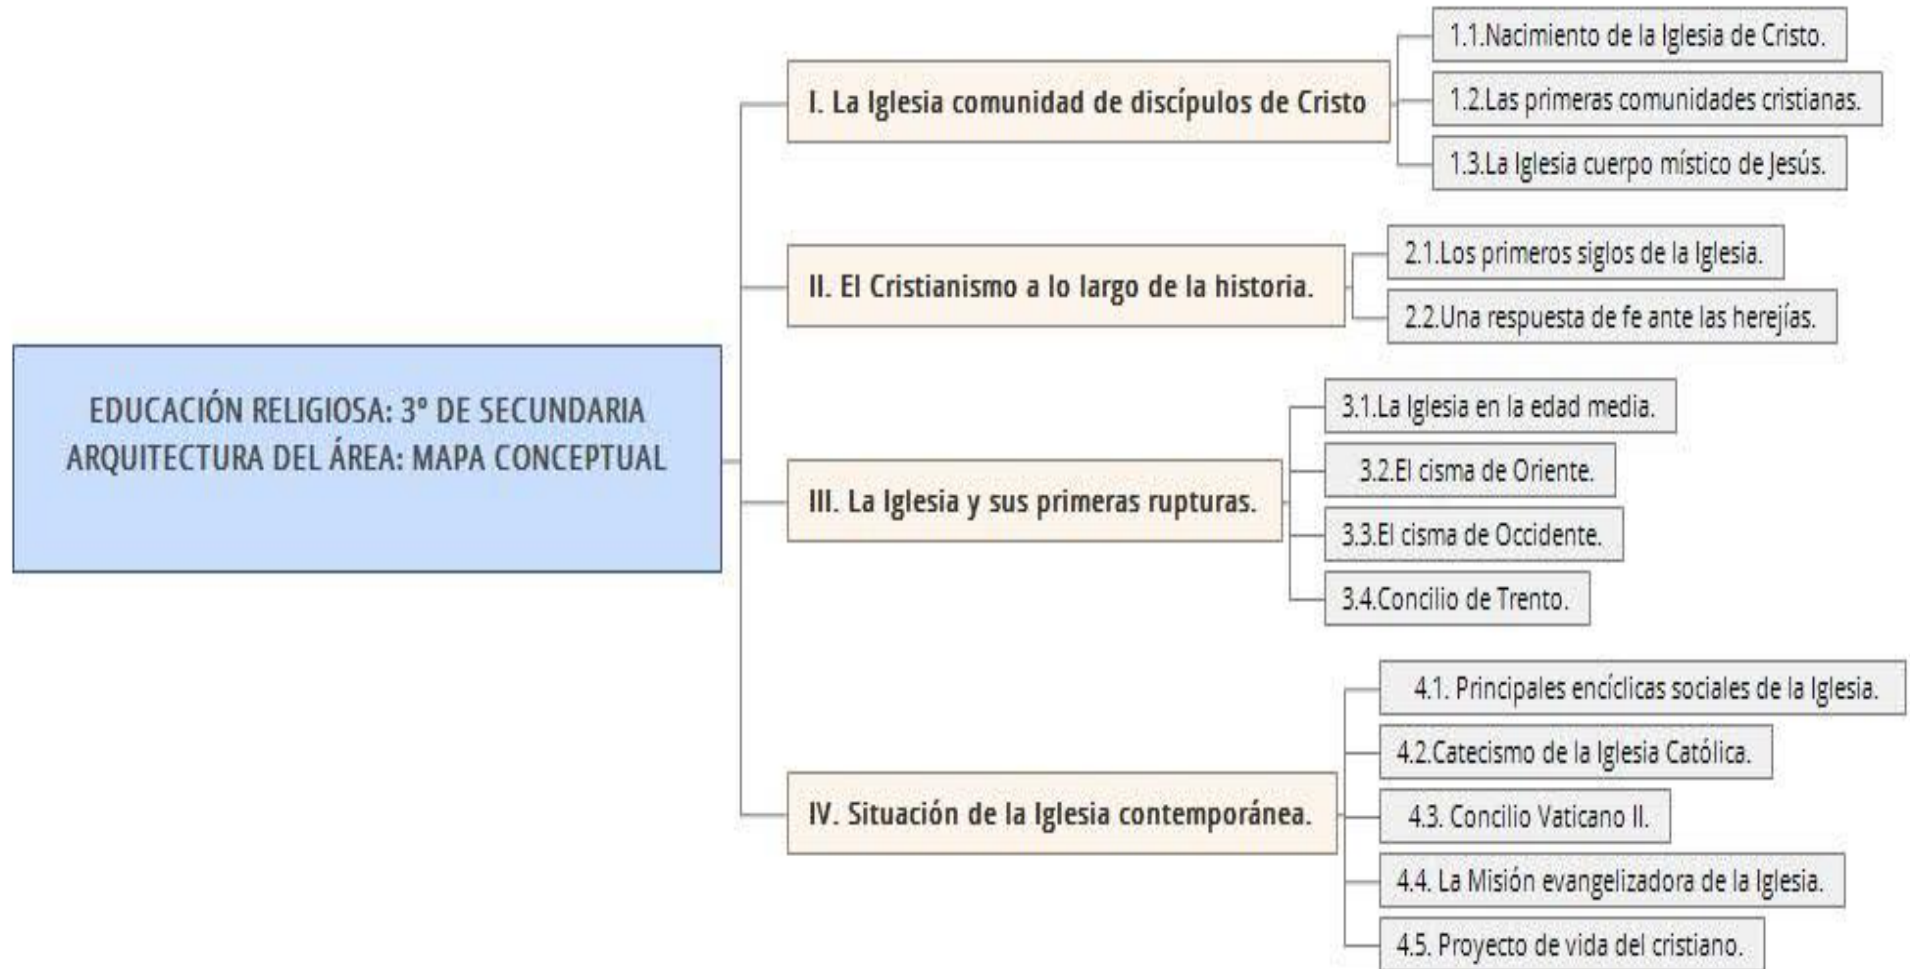 EDUCACIÓN RELIGIOSA: 3º DE SECUNDARIA
ARQUITECTURA DEL ÁREA: MAPA CONCEPTUAL
I. La Iglesia comunidad de discípulos de Cristo
1.1.Nacimiento de la Iglesia de Cristo.
1.2.Las primeras comunidades cristianas.
1.3.La Iglesia cuerpo místico de Jesús.
II. El Cristianismo a lo largo de la historia.
2.1.Los primeros siglos de la Iglesia.
2.2.Una respuesta de fe ante las herejías.
III. La Iglesia y sus primeras rupturas.
3.1.La Iglesia en la edad media.
3.2.El cisma de Oriente.
3.3.El cisma de Occidente.
3.4.Concilio de Trento.
IV. Situación de la Iglesia contemporánea.
4.1. Principales encíclicas sociales de la Iglesia.
4.2.Catecismo de la Iglesia Católica.
4.3. Concilio Vaticano II.
4.4. La Misión evangelizadora de la Iglesia.
4.5. Proyecto de vida del cristiano.